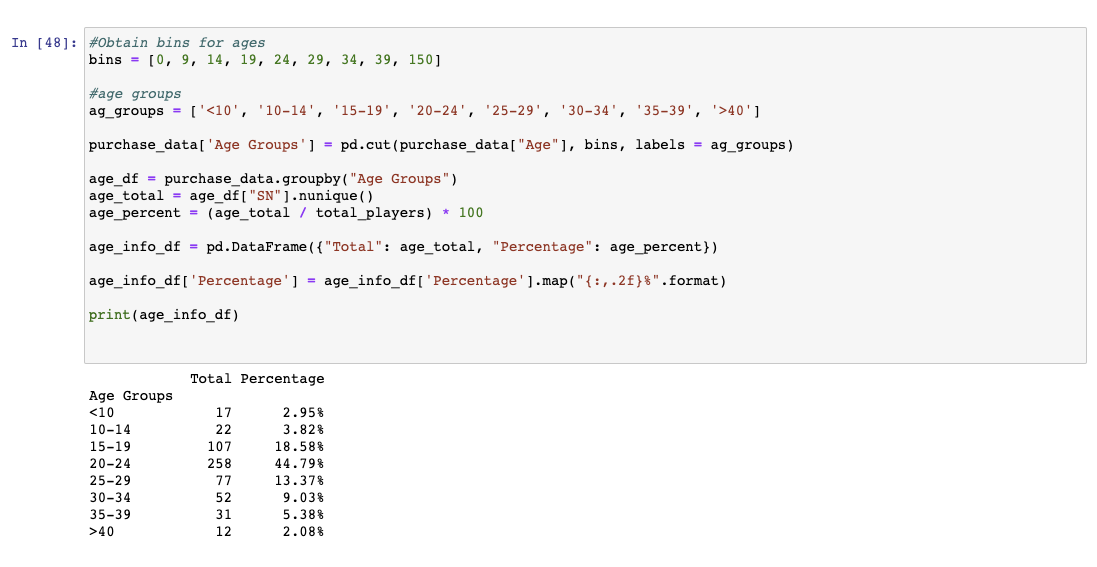 In [48]: #Obtain bins for ages
bins = [0, 9, 14, 19, 24, 29, 34, 39, 150]
#age groups
ag_groups = ['<10', '10-14', '15-19', '20-24', '25-29', '30-34', '35-39', '>40']
purchase_data['Age Groups'] = pd.cut(purchase_data["Age"], bins, labels = ag_groups)
age_df = purchase_data.groupby("Age Groups")
age_total = age_df["SN"].nunique()
age_percent = (age_total / total_players) * 100
age_info_df = pd.DataFrame({"Total": age_total, "Percentage": age_percent})
age_info_df['Percentage'] = age_info_df['Percentage'].map("{:,.2f}%".format)
print(age_info_df)
Total Percentage
Age Groups
<10 17 2.95%
10-14 22 3.82%
15-19 107 18.58%
20-24 258 44.79%
25-29 77 13.37%
30-34 52 9.03%
35-39 31 5.38%
>40 12 2.08%